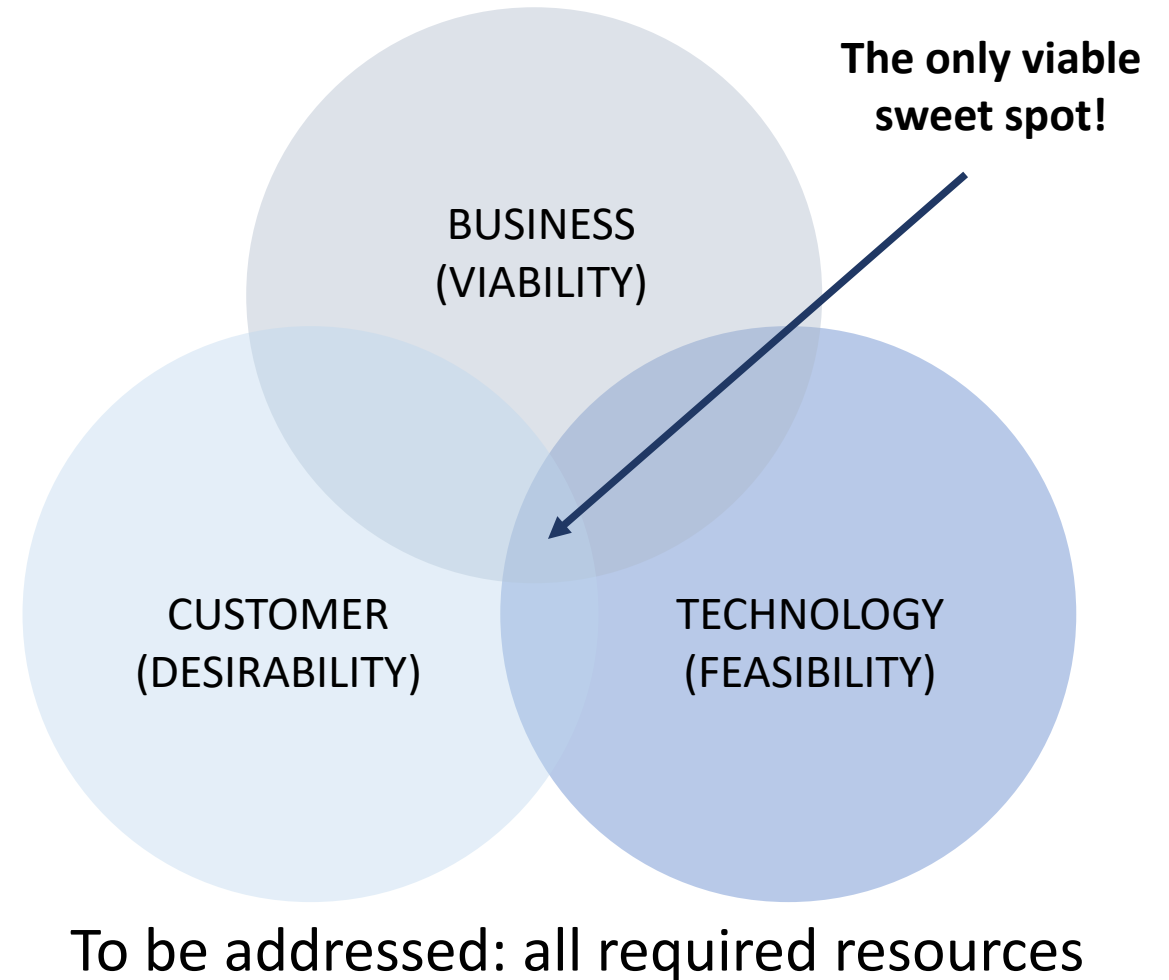 The only viable
sweet spot!
BUSINESS
(VIABILITY)
CUSTOMER
(DESIRABILITY)
TECHNOLOGY
(FEASIBILITY)
To be addressed: all required resources